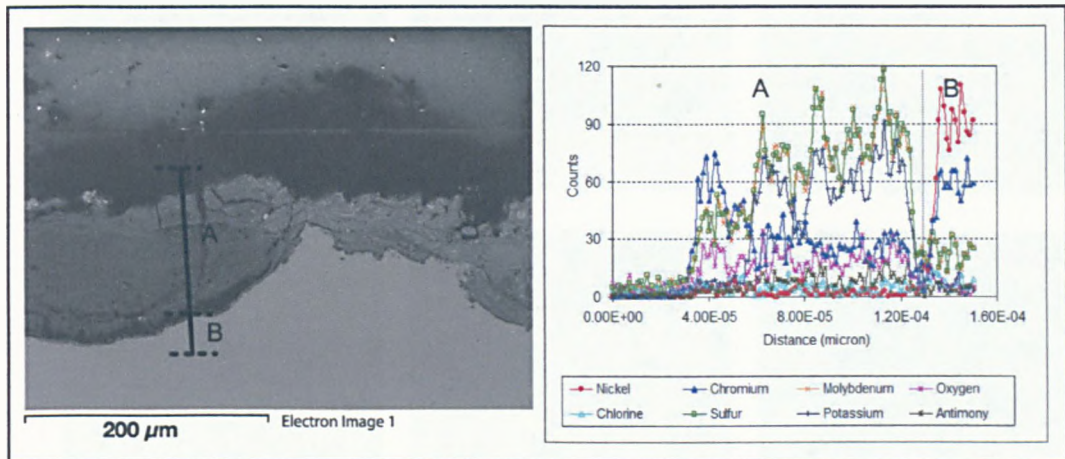 A
B
200 µm
Electron Image 1
A
B
120
90
60
30
0
Counts
0.00E+00 4.00E-05 8.00E-05 1.20E-04 1.60E-04
Distance (micron)
Nickel Chromium Molybdenum Oxygen
Chlorine Sulfur Potassium Antimony